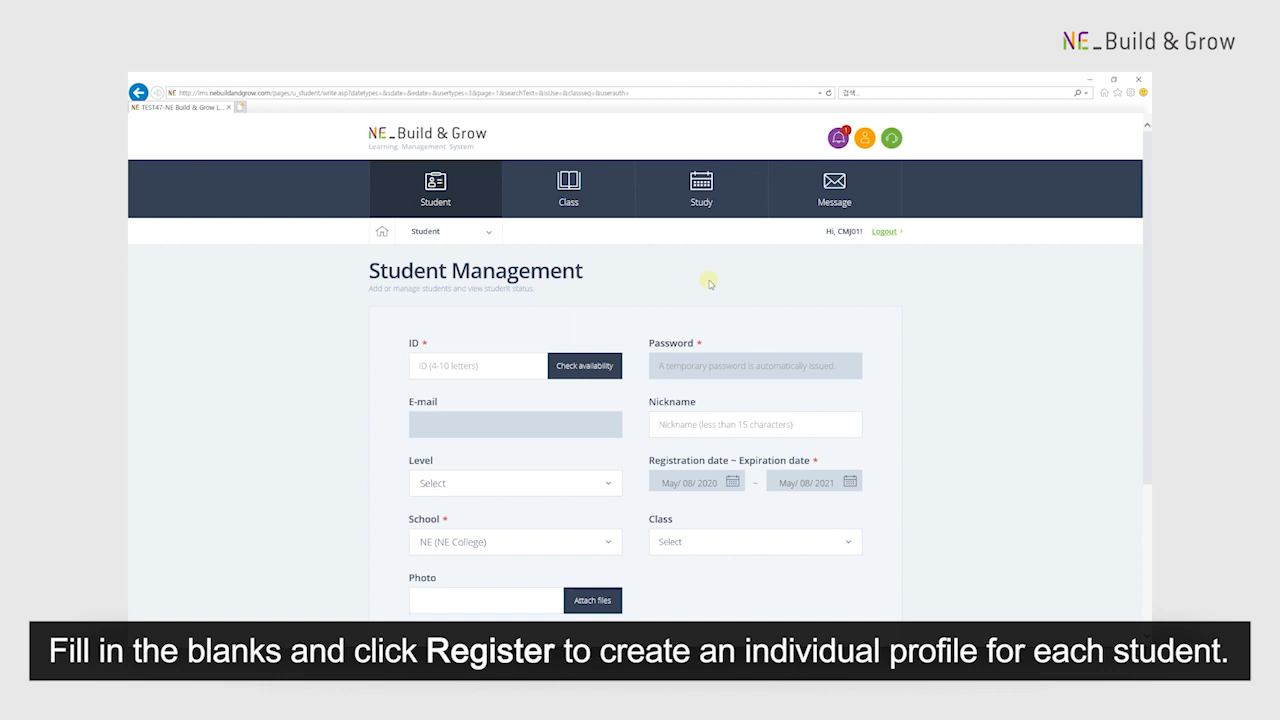 NE_Build & Grow
NE http://lms.nebuildandgrow.com/pages/u_student/write.asp?datetypes=&sdate=&edate=&usertypes=3&page=1&searchText=&isUse=&classseq=&userauth=
검색...
NE TEST47-NE Build & Grow L...
NE_Build & Grow
Learning Management System
1
Student
Class
Study
Message
Student
Hi, CMJ01!
Logout
Student Management
Add or manage students and view student status.
ID *
Password *
ID (4-10 letters)
Check availability
A temporary password is automatically issued.
E-mail
Nickname
Nickname (less than 15 characters)
Level
Registration date ~ Expiration date *
Select
May/ 08/ 2020
~
May/ 08/ 2021
School *
Class
NE (NE College)
Select
Photo
Attach files
Fill in the blanks and click Register to create an individual profile for each student.